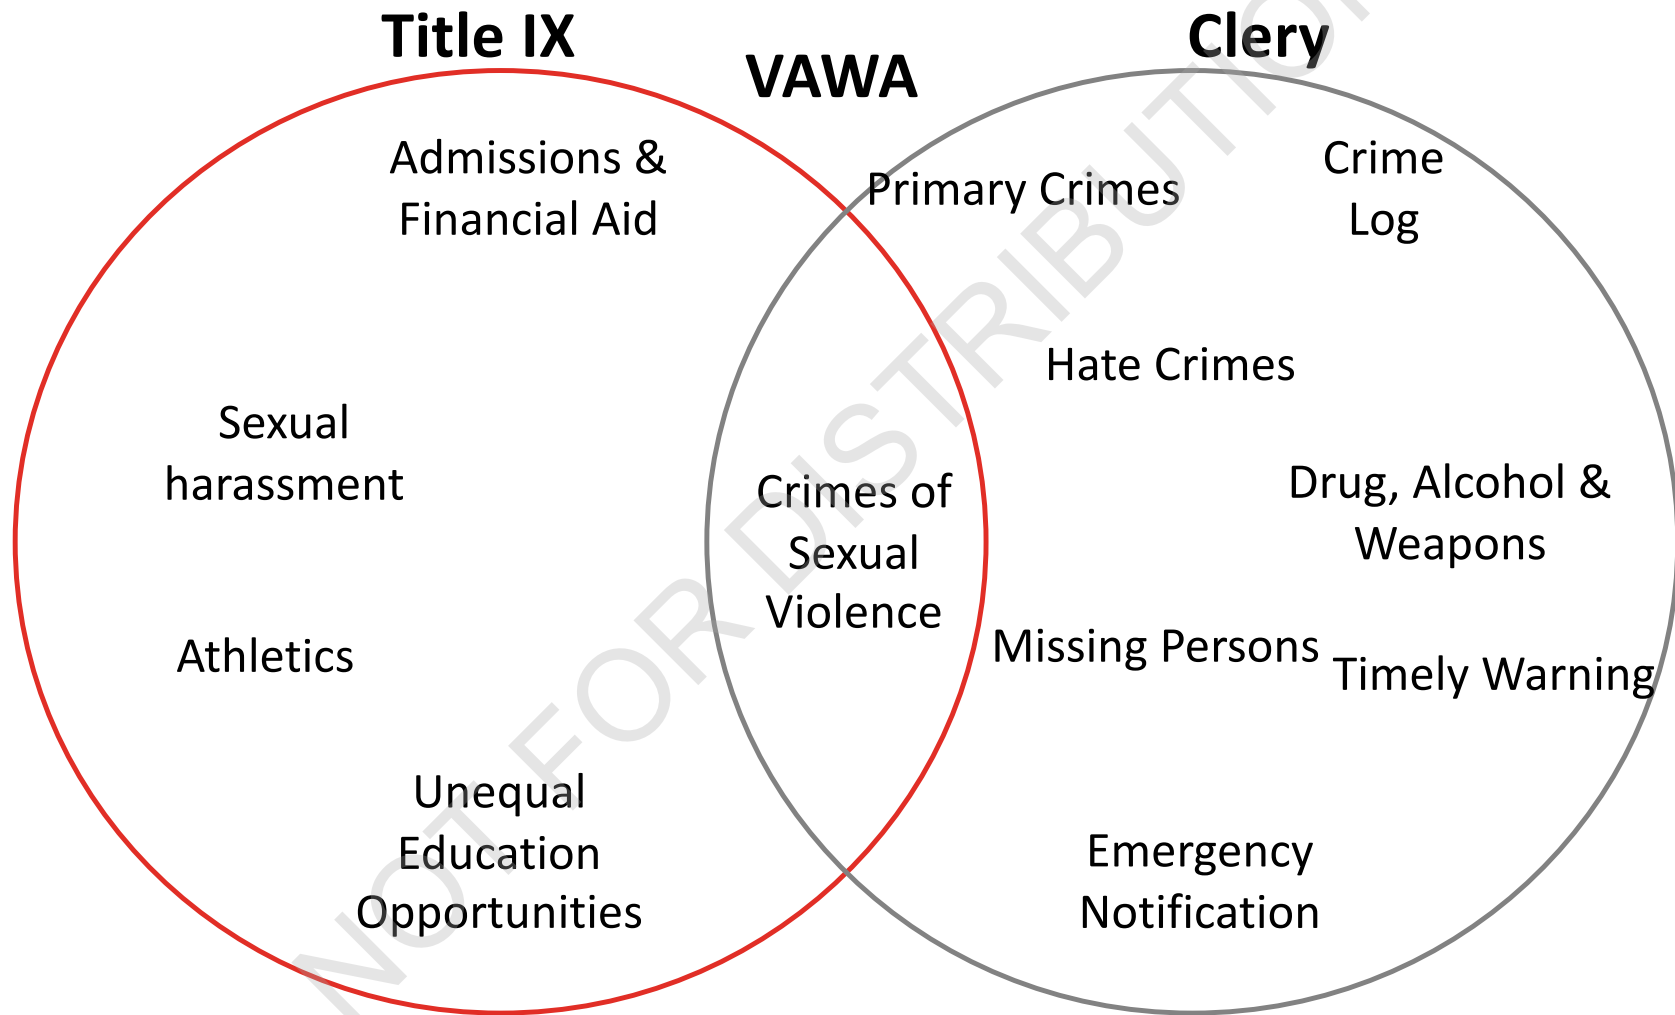 Title IX
VAWA
Clery
Admissions &
Financial Aid
Sexual
harassment
Athletics
Unequal
Education
Opportunities
Crimes of
Sexual
Violence
Primary Crimes
Crime
Log
Hate Crimes
Drug, Alcohol &
Weapons
Missing Persons
Timely Warning
Emergency
Notification
NOT FOR DISTRIBUTION